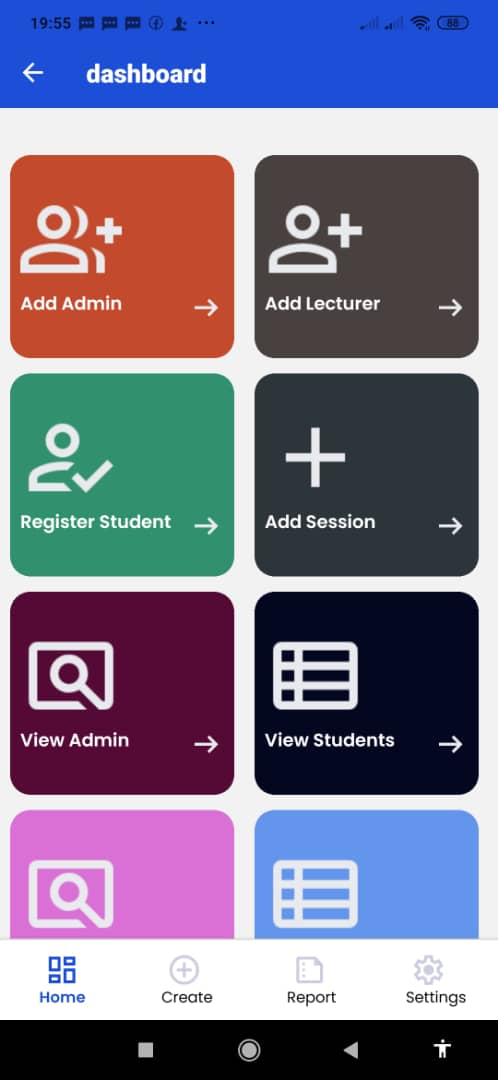 19:55
88
dashboard
Add Admin
Add Lecturer
Register Student
Add Session
View Admin
View Students
Home
Create
Report
Settings